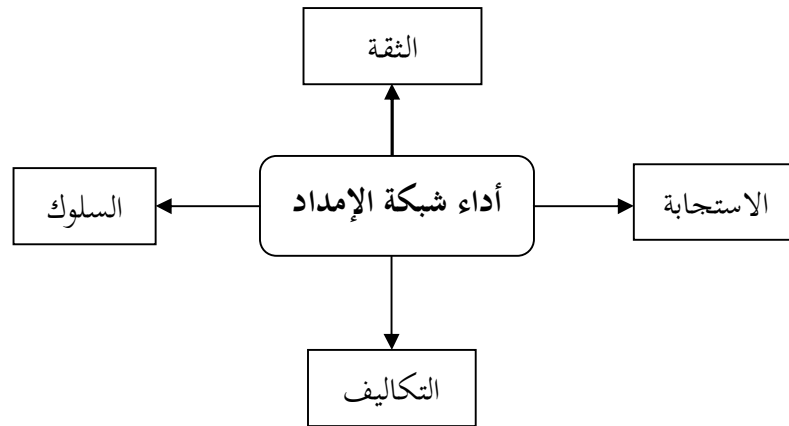 الثقة
الاستجابة
أداء شبكة الإمداد
السلوك
التكاليف